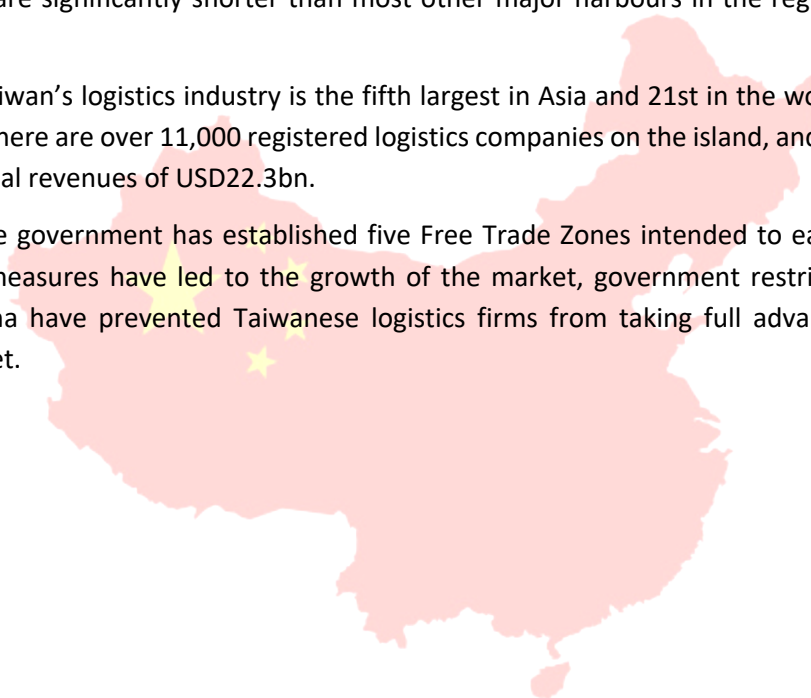 are significantly shorter than most other major harbours in the reg
iwan’s logistics industry is the fifth largest in Asia and 21st in the wo
here are over 11,000 registered logistics companies on the island, and
al revenues of USD22.3bn.
e government has established five Free Trade Zones intended to ea
measures have led to the growth of the market, government restri
na have prevented Taiwanese logistics firms from taking full adva
et.